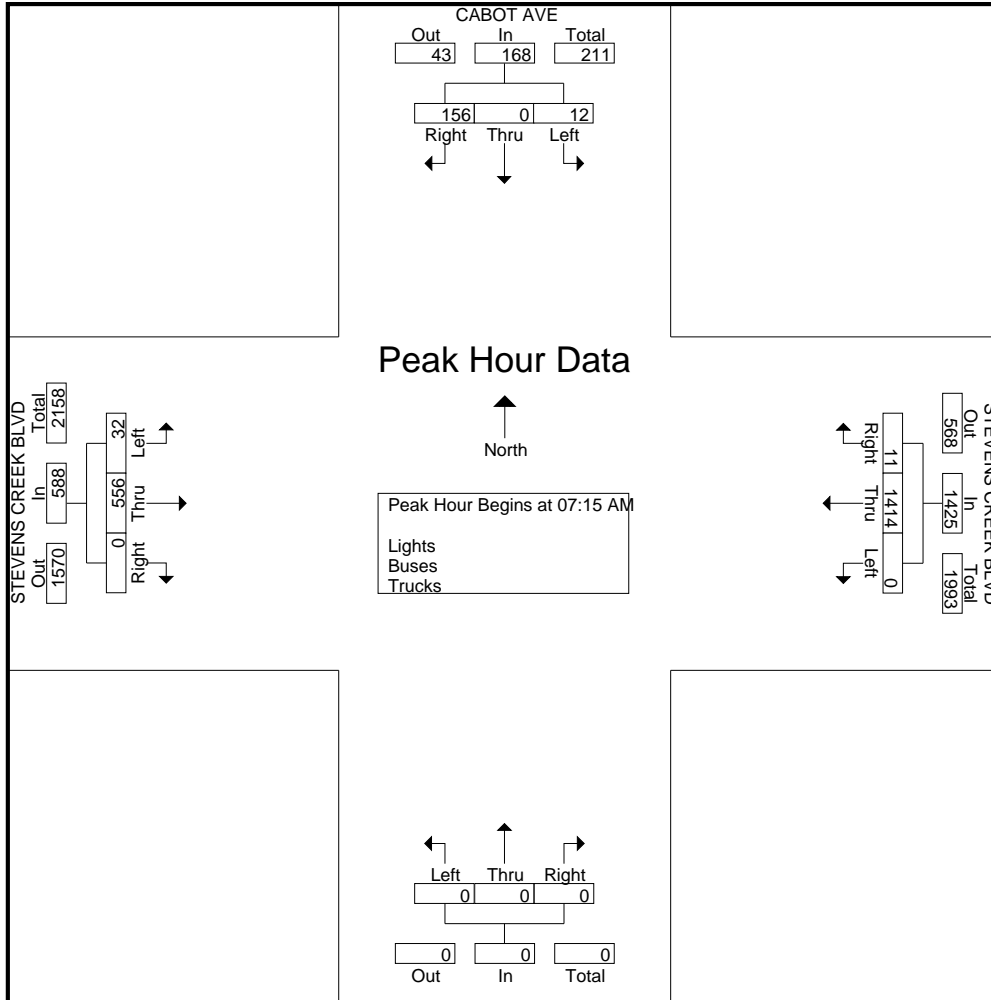 CABOT AVE
Out In Total
43 168 211
156 0 12
Right Thru Left
Peak Hour Data
North
Peak Hour Begins at 07:15 AM
Lights
Buses
Trucks
STEVENS CREEK BLVD
Out In Total
1570 588 2158
32 556 0
Left Thru Right
STEVENS CREEK BLVD
Out In Total
568 1425 1993
11 1414 0
Right Thru Left
Left Thru Right
0 0 0
0 0 0
Out In Total